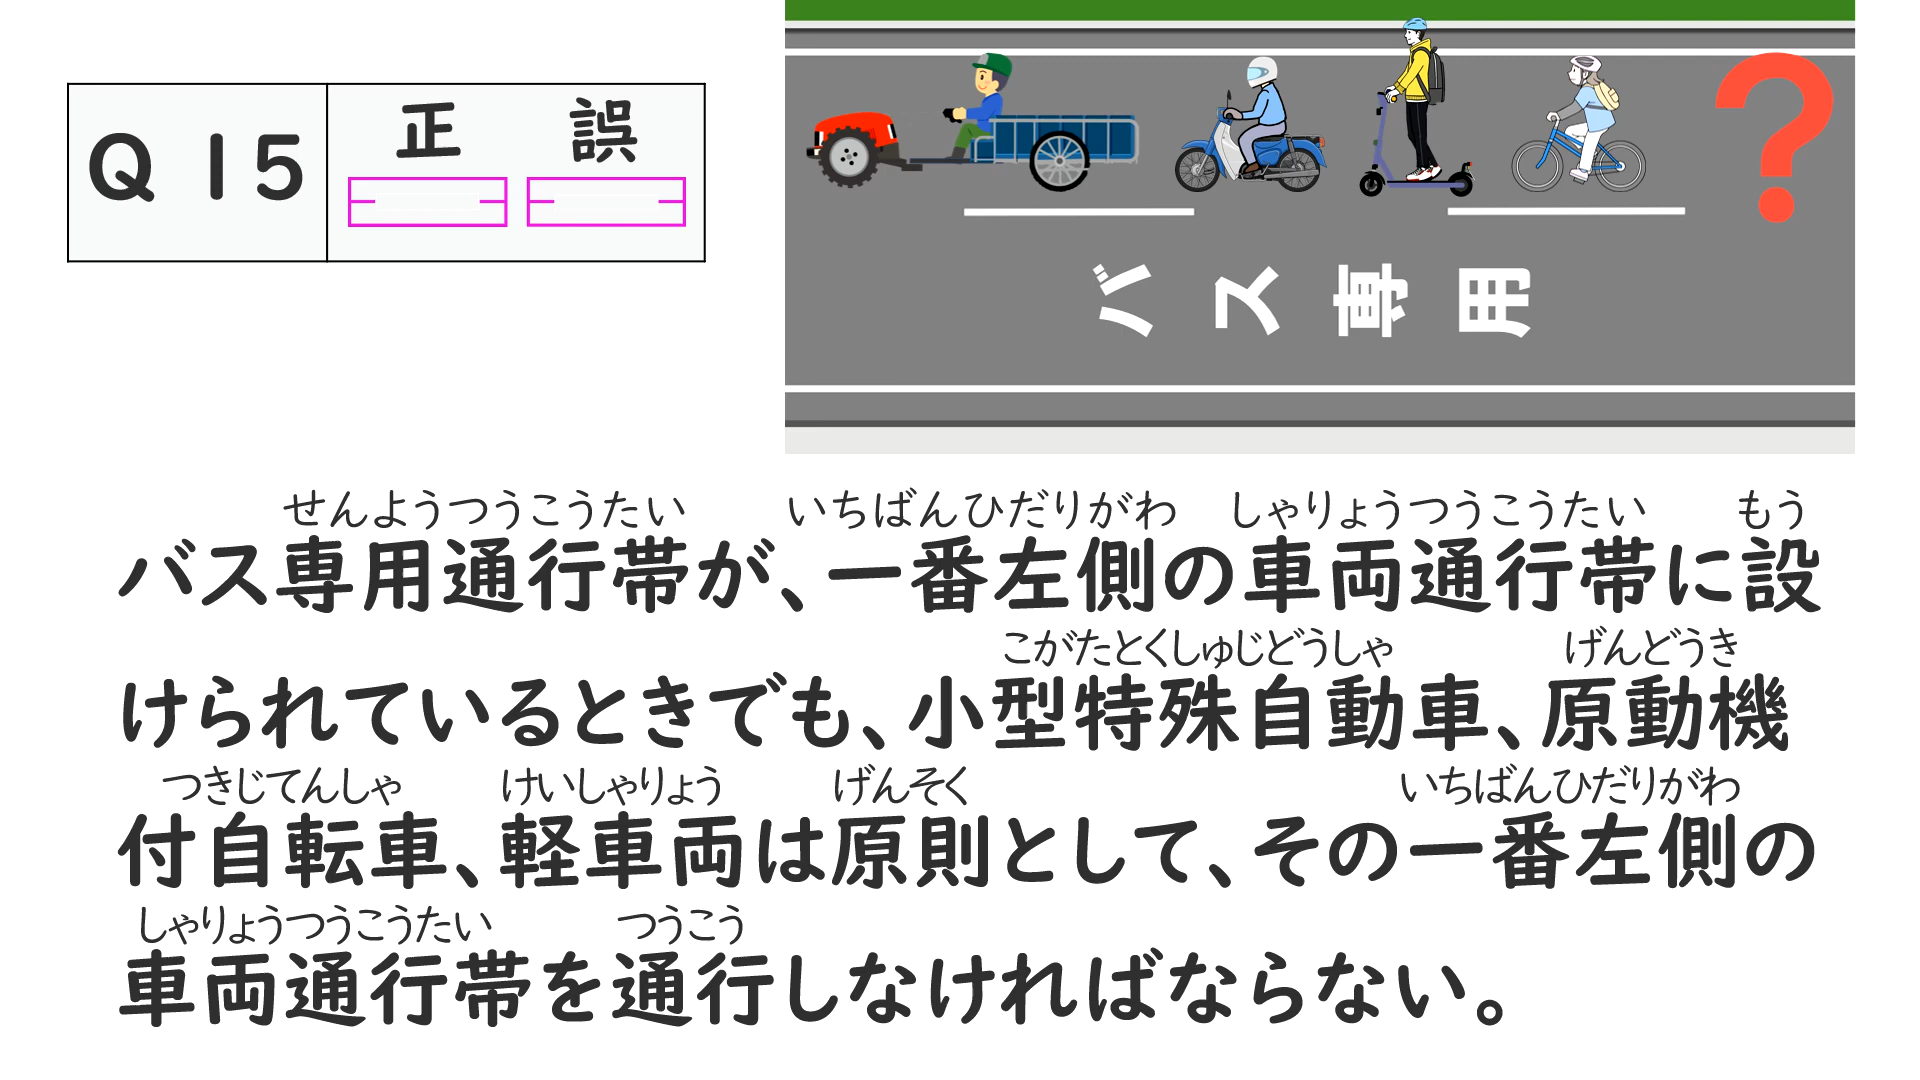 Q 15
正 誤
バス専用
せんようつうこうたい いちばんひだりがわ しゃりょうつうこうたい もう
バス専用通行帯が、一番左側の車両通行帯に設
こがたとくしゅじどうしゃ げんどうき
けられているときでも、小型特殊自動車、原動機
つきじてんしゃ けいしゃりょう げんそく いちばんひだりがわ
付自転車、軽車両は原則として、その一番左側の
しゃりょうつうこうたい つうこう
車両通行帯を通行しなければならない。